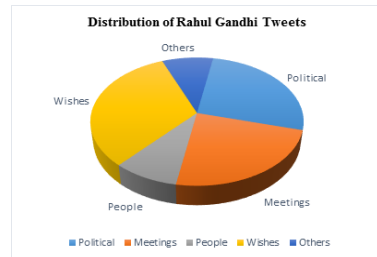 Distribution of Rahul Gandhi Tweets
Others
Political
Wishes
People
Meetings
Political Meetings People Wishes Others